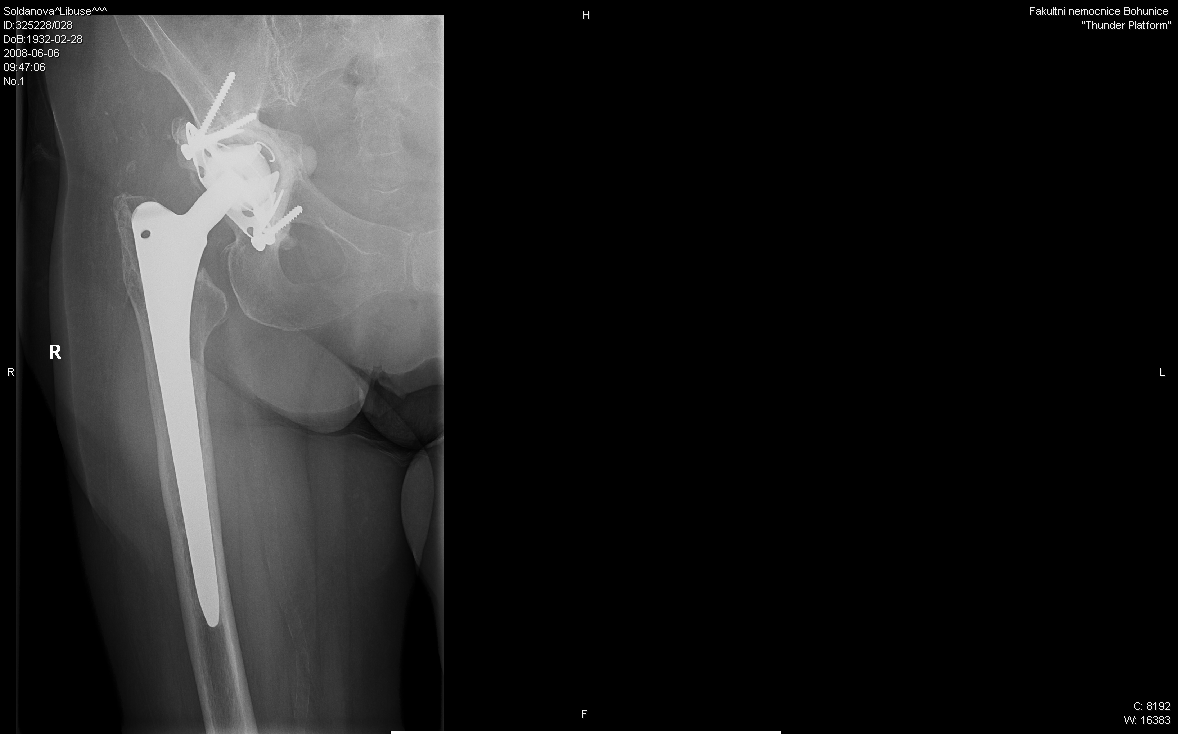 Soldanova^Libuse^^^
ID:325228/028
DoB:1932-02-28
2008-06-06
09:47:06
No.1
H
Fakultni nemocnice Bohunice
"Thunder Platform"
R
R
L
F
C: 8192
W: 16383